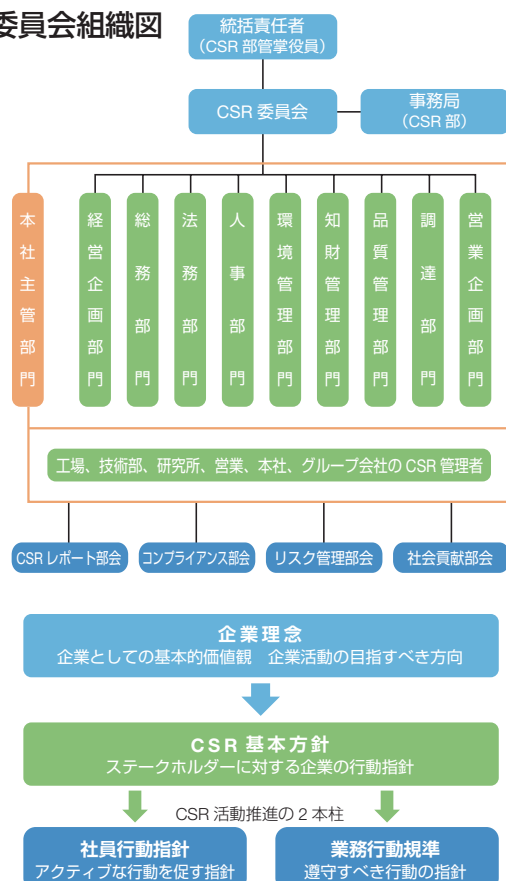 委員会組織図
統括責任者
（CSR 部管掌役員）
CSR 委員会
事務局
（CSR 部）
本社主管部門
経営企画部門
総務部門
法務部門
人事部門
環境管理部門
知財管理部門
品質管理部門
調達部門
営業企画部門
工場、技術部、研究所、営業、本社、グループ会社の CSR 管理者
CSR レポート部会
コンプライアンス部会
リスク管理部会
社会貢献部会
企業理念
企業としての基本的価値観　企業活動の目指すべき方向
CSR 基本方針
ステークホルダーに対する企業の行動指針
CSR 活動推進の 2 本柱
社員行動指針
アクティブな行動を促す指針
業務行動規準
遵守すべき行動の指針